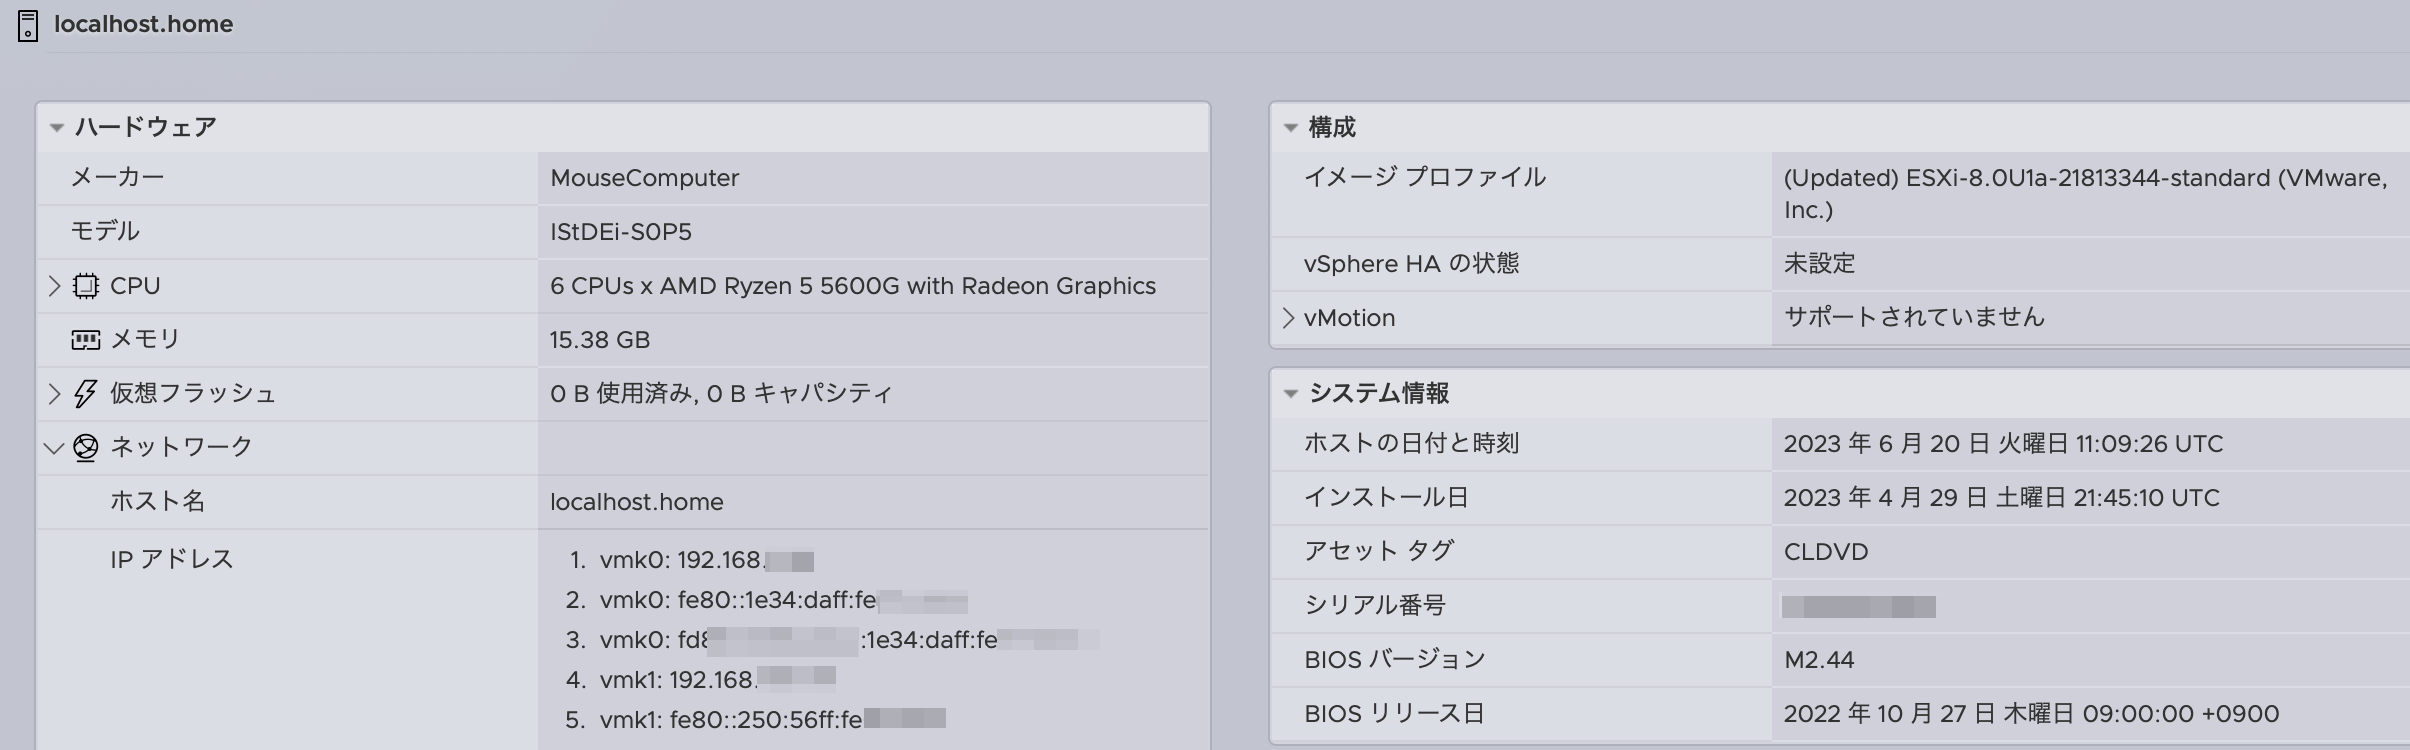 localhost.home
ハードウェア
メーカー MouseComputer
モデル IStDEi-S0P5
CPU 6 CPUs x AMD Ryzen 5 5600G with Radeon Graphics
メモリ 15.38 GB
仮想フラッシュ 0 B 使用済み, 0 B キャパシティ
ネットワーク
ホスト名 localhost.home
IP アドレス
1. vmk0: 192.168.
2. vmk0: fe80::1e34:daff:fe
3. vmk0: fd8 :1e34:daff:fe
4. vmk1: 192.168.
5. vmk1: fe80::250:56ff:fe
構成
イメージ プロファイル (Updated) ESXi-8.0U1a-21813344-standard (VMware,
Inc.)
vSphere HA の状態 未設定
vMotion サポートされていません
システム情報
ホストの日付と時刻 2023 年 6 月 20 日 火曜日 11:09:26 UTC
インストール日 2023 年 4 月 29 日 土曜日 21:45:10 UTC
アセット タグ CLDVD
シリアル番号
BIOS バージョン M2.44
BIOS リリース日 2022 年 10 月 27 日 木曜日 09:00:00 +0900